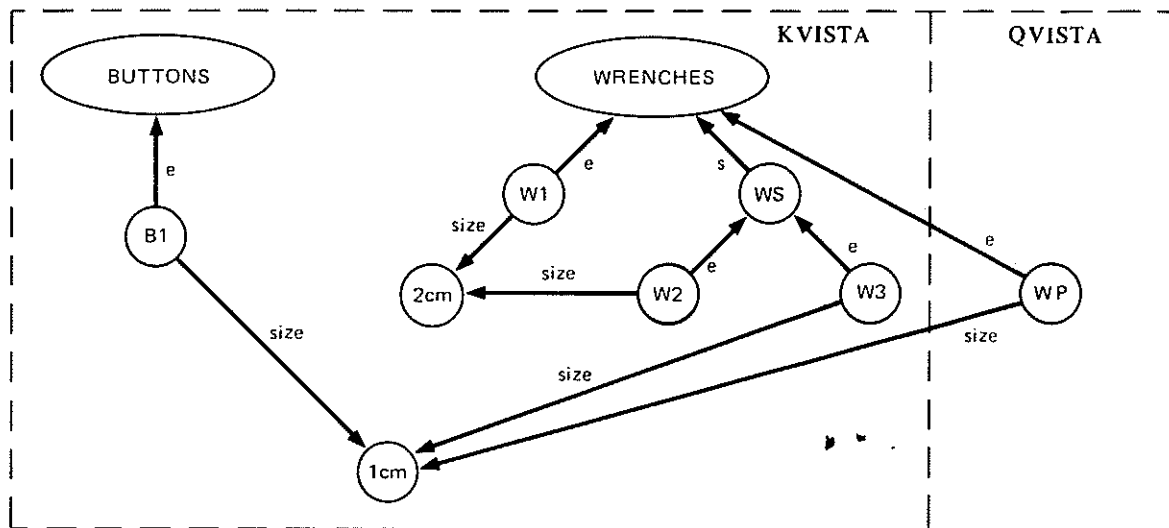 KVISTA
QVISTA
BUTTONS
WRENCHES
e
e
s
W1
WS
size
B1
e
e
e
size
2cm
W2
W3
WP
size
size
size
1cm